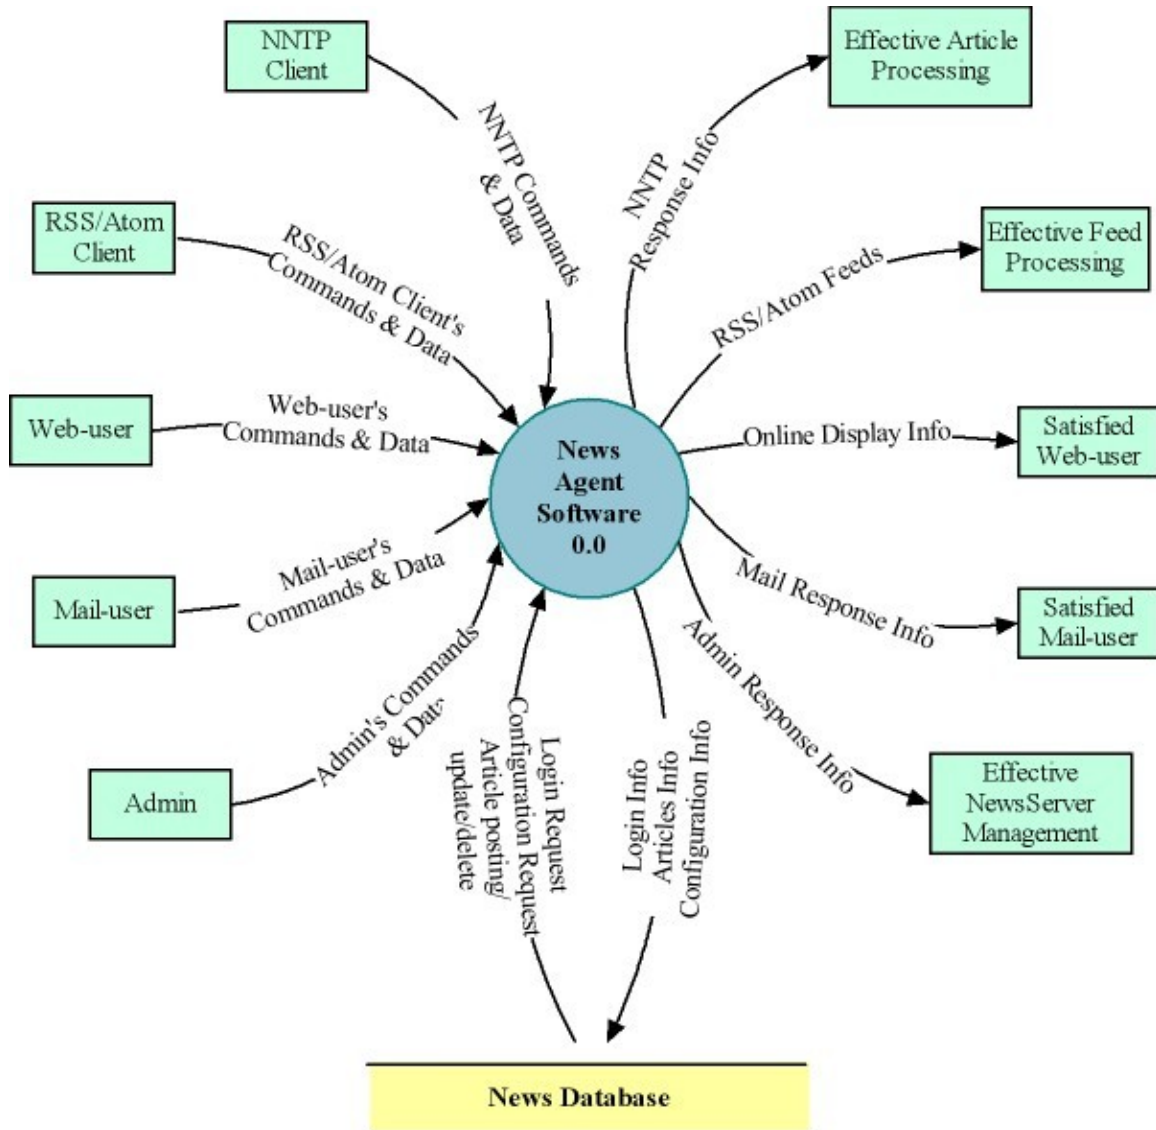 NNTP
Client
Effective Article
Processing
NNTP Commands
& Data
NNTP
Response Info
RSS/Atom
Client
RSS/Atom Client's
Commands & Data
RSS/Atom Feeds
Effective Feed
Processing
Web-user
Web-user's
Commands & Data
News
Agent
Software
0.0
Online Display Info
Satisfied
Web-user
Mail-user
Mail-user's
Commands & Data
Mail Response Info
Satisfied
Mail-user
Admin
Admin's Commands
& Data
Admin Response Info
Effective
NewsServer
Management
Login Request
Configuration Request
Article posting/
update/delete
Login Info
Articles Info
Configuration Info
News Database